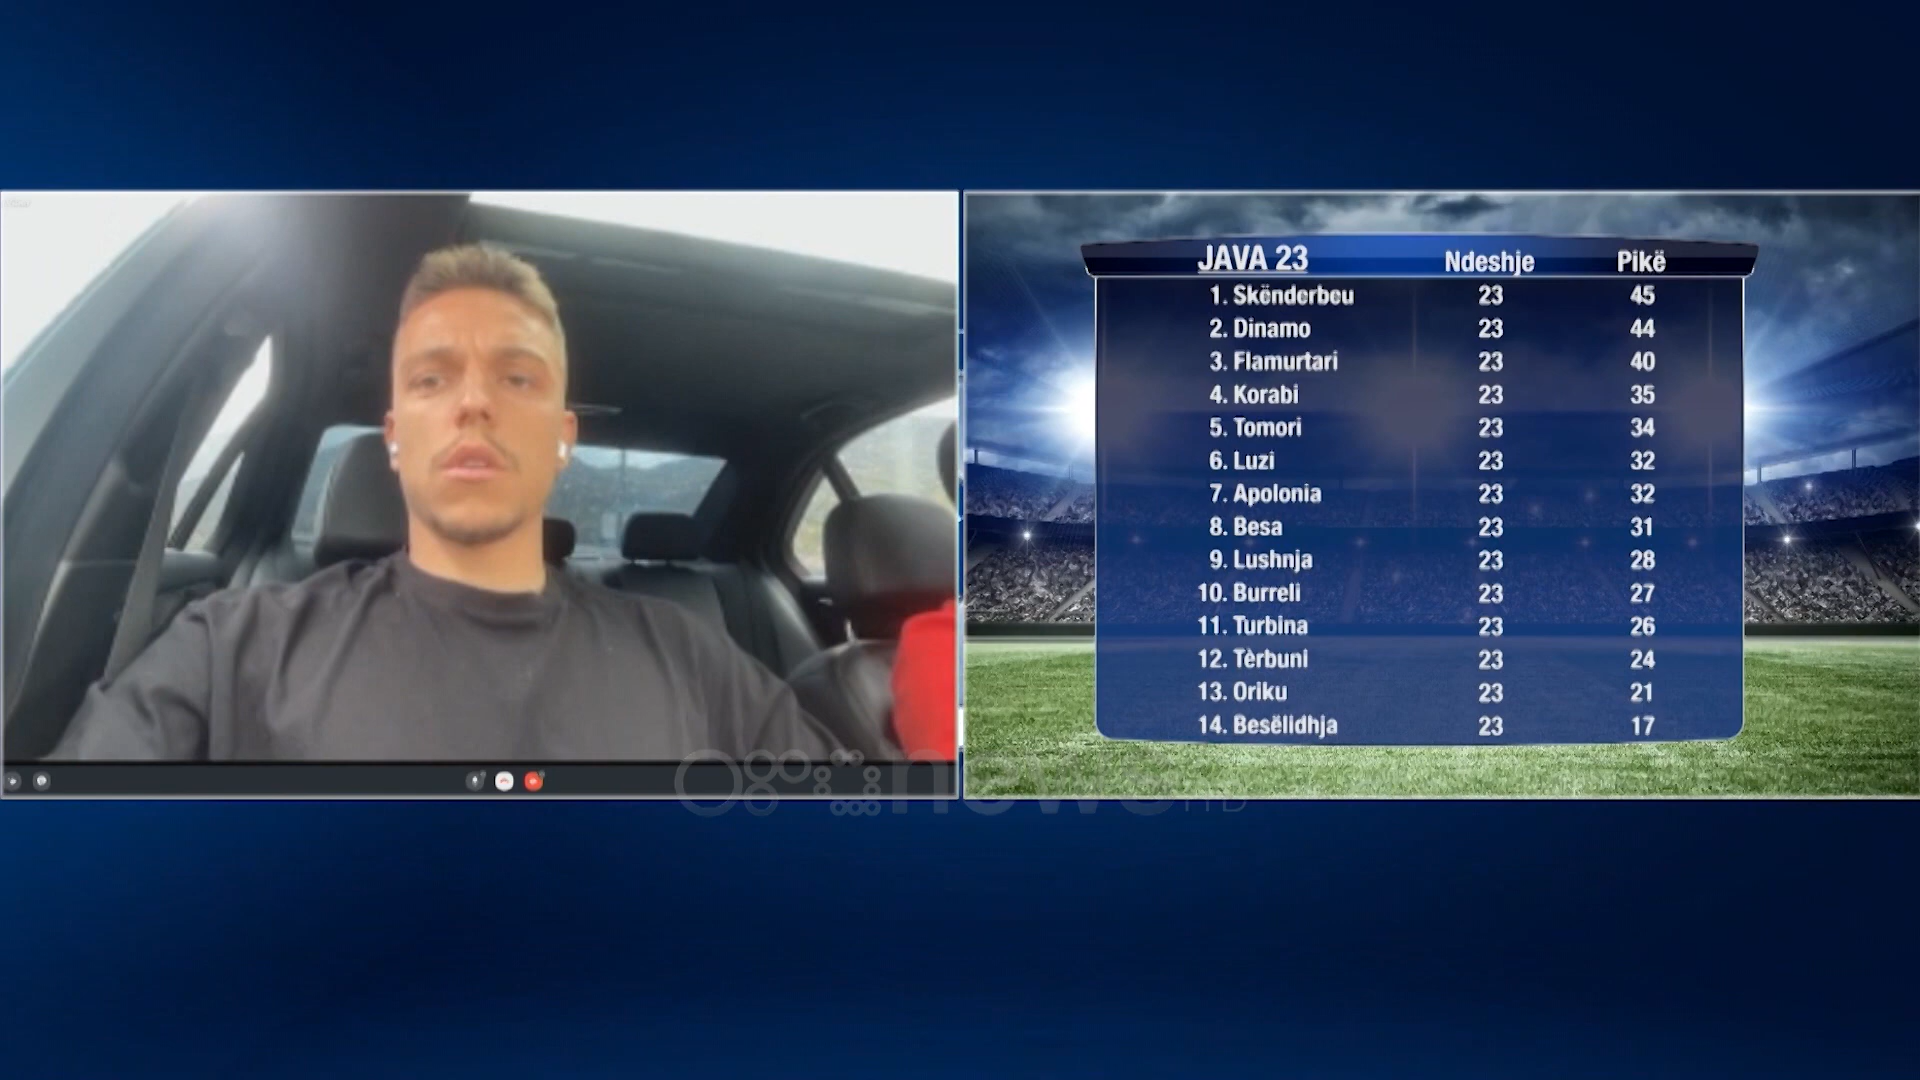 JAVA 23 Ndeshje Pikë
1. Skënderbeu 23 45
2. Dinamo 23 44
3. Flamurtari 23 40
4. Korabi 23 35
5. Tomori 23 34
6. Luzi 23 32
7. Apolonia 23 32
8. Besa 23 31
9. Lushnja 23 28
10. Burreli 23 27
11. Turbina 23 26
12. Tèrbuni 23 24
13. Oriku 23 21
14. Besëlidhja 23 17
news HD